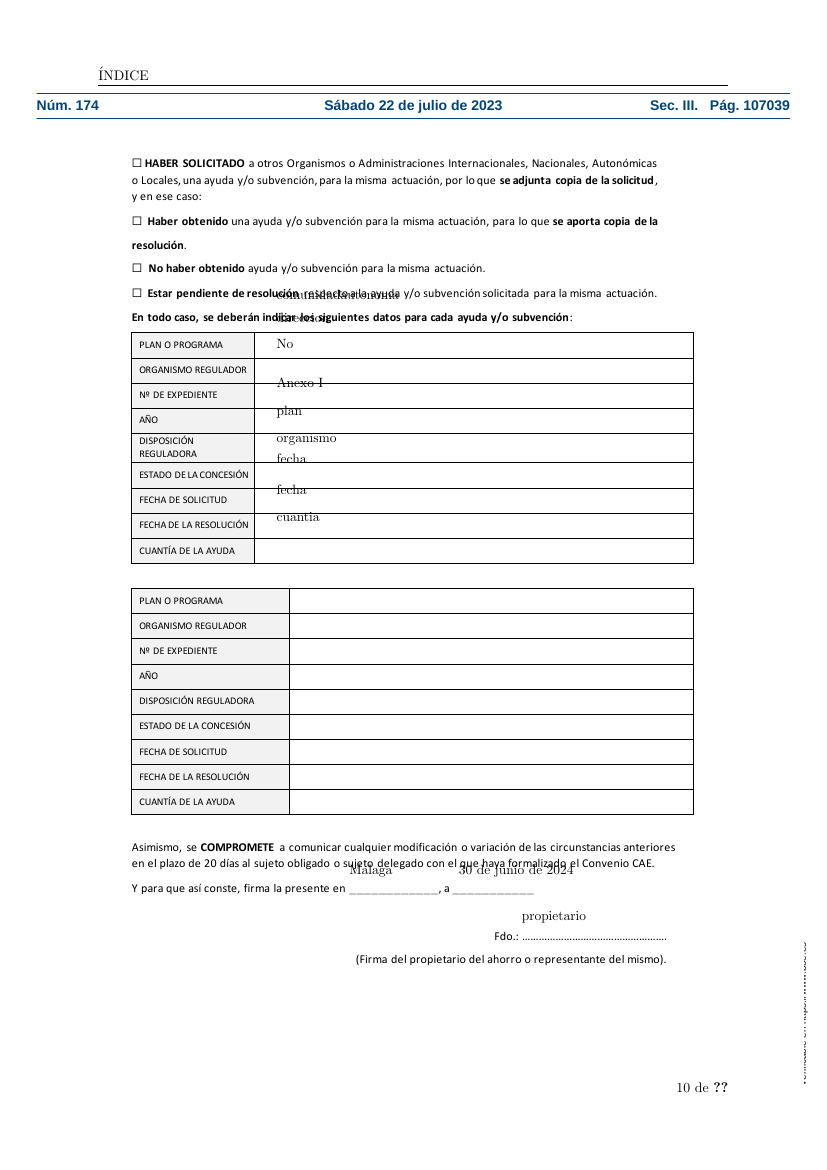 ÍNDICE
Núm. 174 Sábado 22 de julio de 2023 Sec. III. Pág. 107039
☐ HABER SOLICITADO a otros Organismos o Administraciones Internacionales, Nacionales, Autonómicas
o Locales, una ayuda y/o subvención, para la misma actuación, por lo que se adjunta copia de la solicitud,
y en ese caso:
☐ Haber obtenido una ayuda y/o subvención para la misma actuación, para lo que se aporta copia de la
resolución.
☐ No haber obtenido ayuda y/o subvención para la misma actuación.
☐ Estar pendiente de resolución respecto a la ayuda y/o subvención solicitada para la misma actuación.
En todo caso, se deberán indicar los siguientes datos para cada ayuda y/o subvención:
PLAN O PROGRAMA No
ORGANISMO REGULADOR
Anexo I
Nº DE EXPEDIENTE
plan
AÑO
organismo
DISPOSICIÓN
REGULADORA
fecha
ESTADO DE LA CONCESIÓN
fecha
FECHA DE SOLICITUD
cuantia
FECHA DE LA RESOLUCIÓN
CUANTÍA DE LA AYUDA
PLAN O PROGRAMA
ORGANISMO REGULADOR
Nº DE EXPEDIENTE
AÑO
DISPOSICIÓN REGULADORA
ESTADO DE LA CONCESIÓN
FECHA DE SOLICITUD
FECHA DE LA RESOLUCIÓN
CUANTÍA DE LA AYUDA
Asimismo, se COMPROMETE a comunicar cualquier modificación o variación de las circunstancias anteriores
en el plazo de 20 días al sujeto obligado o sujeto delegado con el que haya formalizado el Convenio CAE.
Málaga 30 de junio de 2024
Y para que así conste, firma la presente en _____________, a ____________
propietario
Fdo.: …………………………………………….
(Firma del propietario del ahorro o representante del mismo).
10 de ??